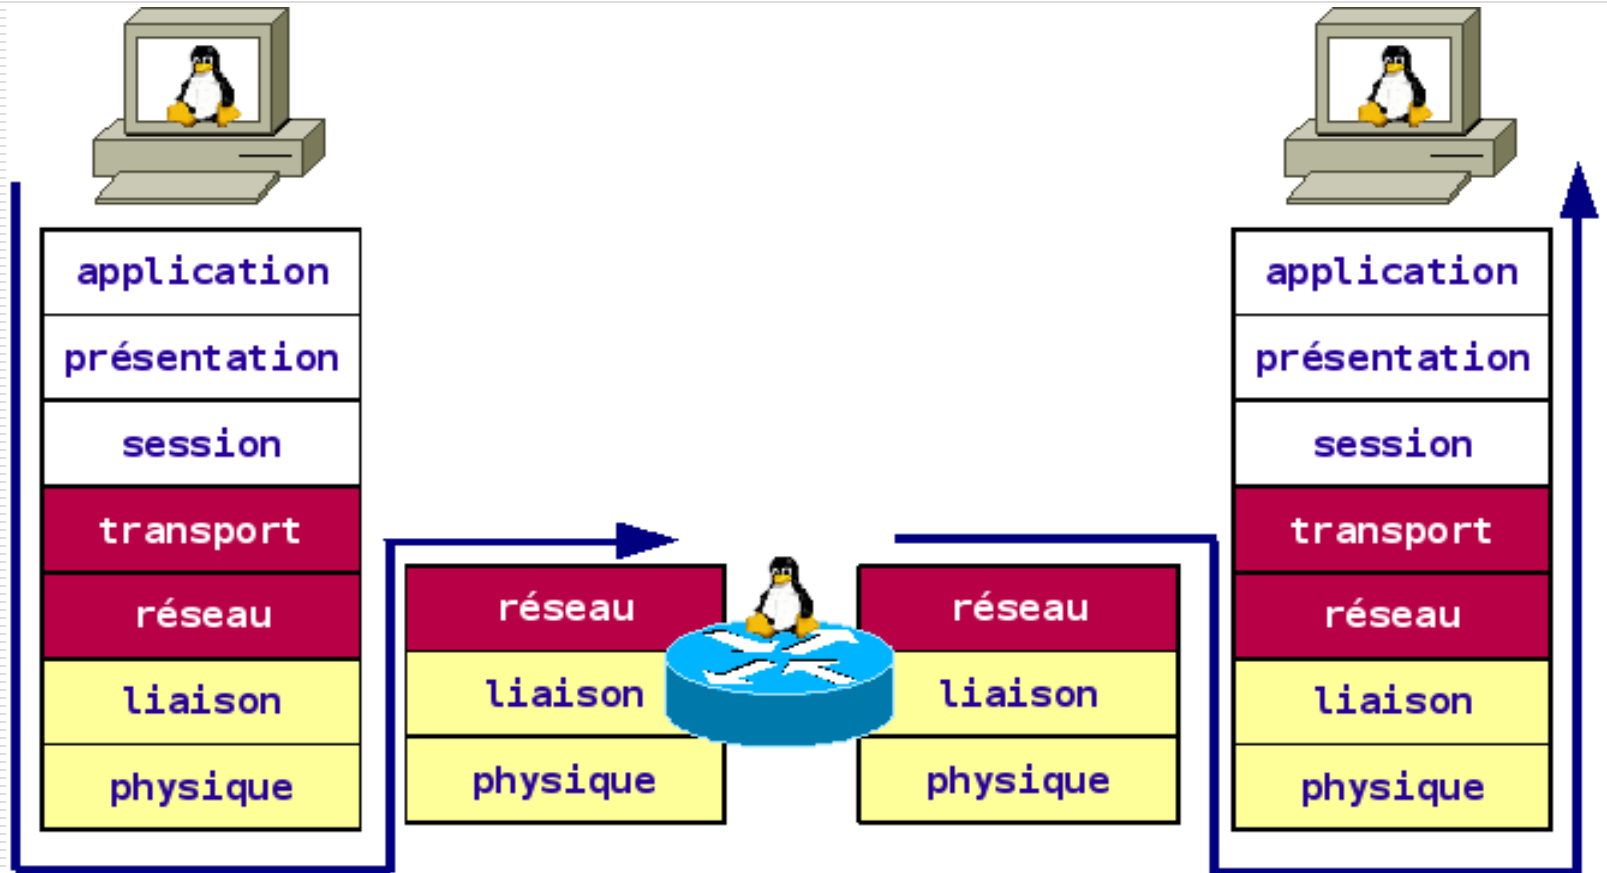 application
présentation
session
transport
réseau
liaison
physique
réseau
liaison
physique
réseau
liaison
physique
application
présentation
session
transport
réseau
liaison
physique